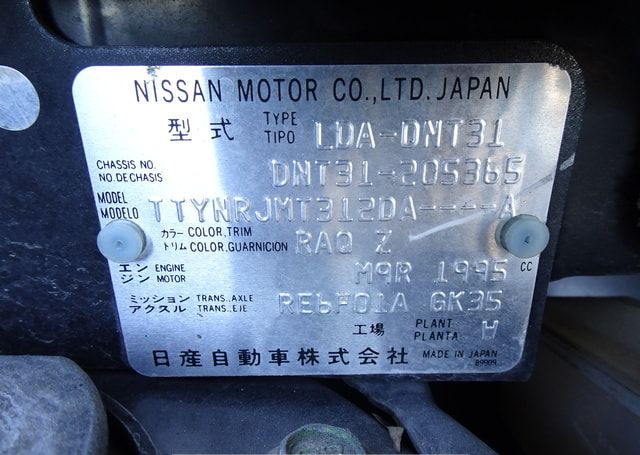 NISSAN MOTOR CO.,LTD. JAPAN
型式 TYPE TIPO LDA-DNT31
CHASSIS NO. NO.DE CHASIS DNT31-205365
MODEL MODELO TTYNRJMT312DA----A
カラー COLOR,TRIM トリム COLOR,GUARNICION RAQ Z
エンジン ENGINE MOTOR M9R 1995 CC
ミッション TRANS.,AXLE アクスル TRANS.,EJE RE6F01A GK35
工場 PLANT PLANTA H
日産自動車株式会社 MADE IN JAPAN
89909